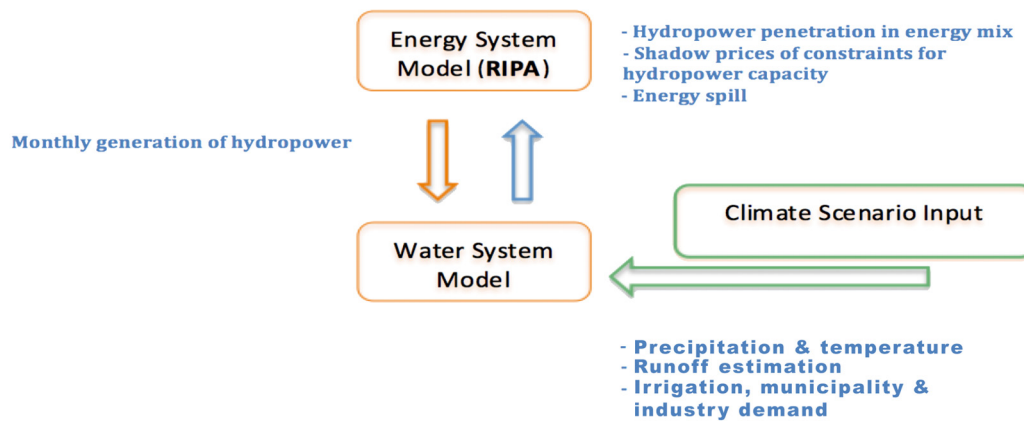 Energy System
Model (RIPA)
- Hydropower penetration in energy mix
- Shadow prices of constraints for
hydropower capacity
- Energy spill
Monthly generation of hydropower
Climate Scenario Input
Water System
Model
- Precipitation & temperature
- Runoff estimation
- Irrigation, municipality &
industry demand